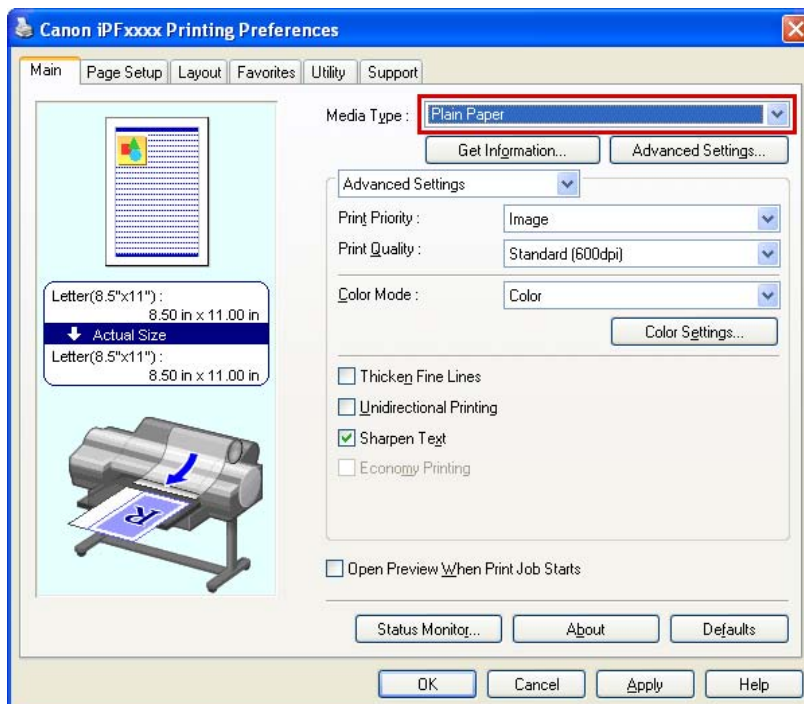 Canon iPFxxxx Printing Preferences
Main Page Setup Layout Favorites Utility Support
Media Type : Plain Paper
Get Information... Advanced Settings...
Advanced Settings
Print Priority : Image
Print Quality : Standard (600dpi)
Color Mode : Color
Color Settings...
Letter(8.5"x11") :
8.50 in x 11.00 in
Actual Size
Letter(8.5"x11") :
8.50 in x 11.00 in
R
Thicken Fine Lines
Unidirectional Printing
Sharpen Text
Economy Printing
Open Preview When Print Job Starts
Status Monitor... About Defaults
OK Cancel Apply Help